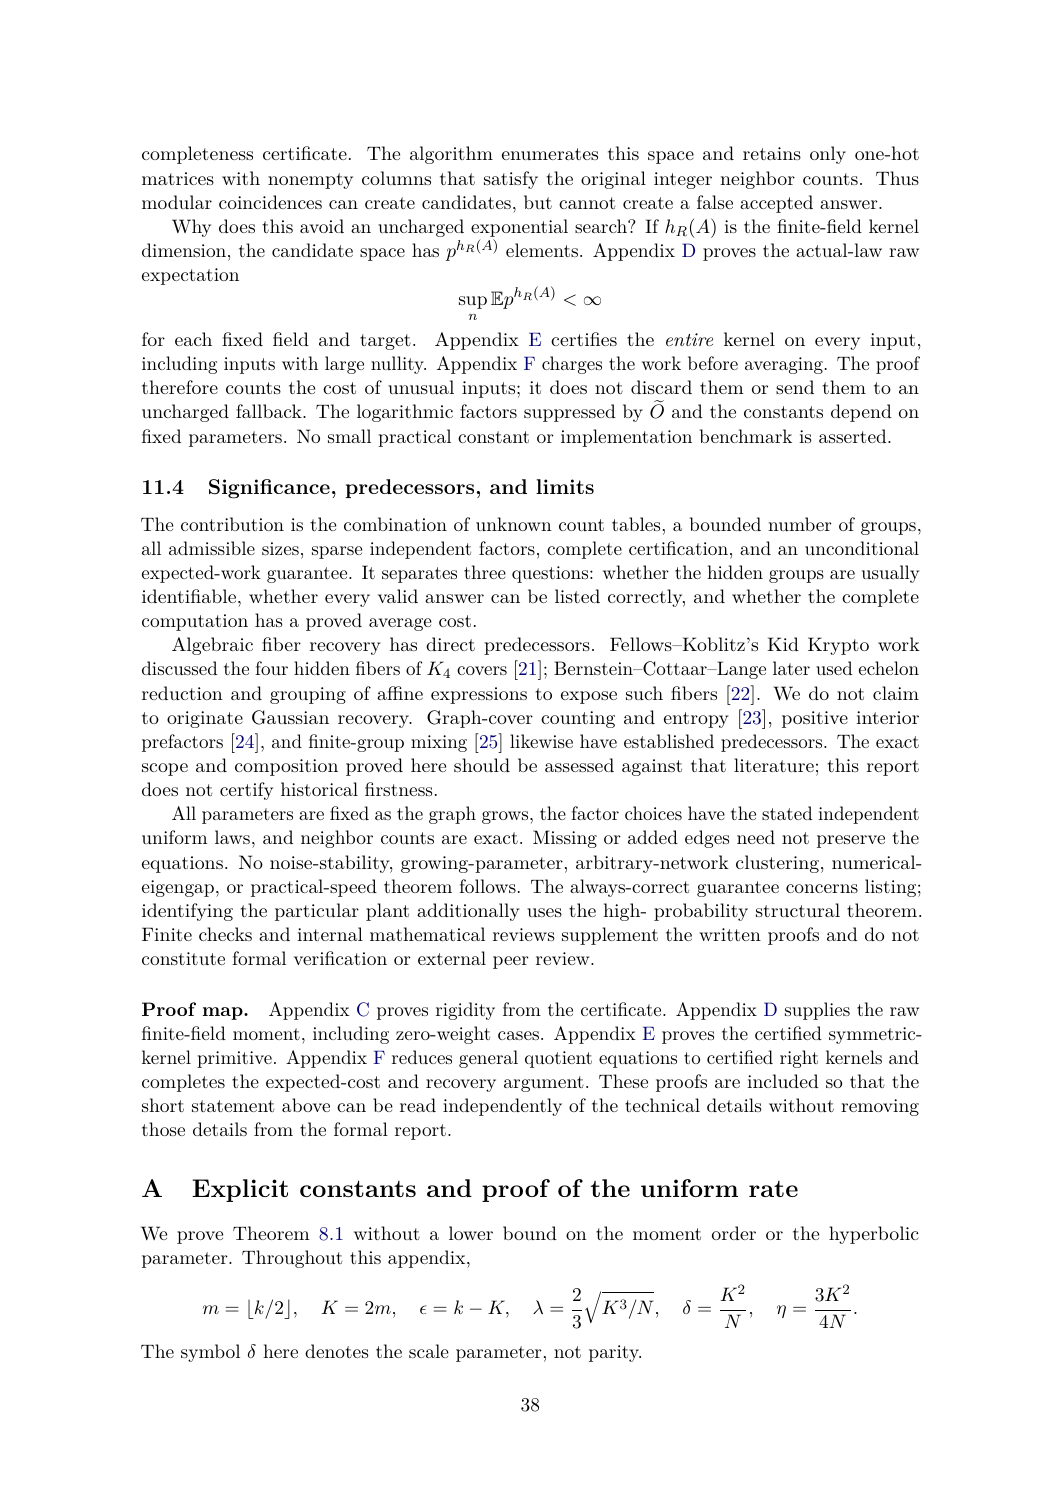 completeness certificate. The algorithm enumerates this space and retains only one-hot
matrices with nonempty columns that satisfy the original integer neighbor counts. Thus
modular coincidences can create candidates, but cannot create a false accepted answer.
Why does this avoid an uncharged exponential search? If $h_R(A)$ is the finite-field kernel
dimension, the candidate space has $p^{h_R(A)}$ elements. Appendix D proves the actual-law raw
expectation
$\sup_n \mathbb{E}p^{h_R(A)} < \infty$
for each fixed field and target. Appendix E certifies the entire kernel on every input,
including inputs with large nullity. Appendix F charges the work before averaging. The proof
therefore counts the cost of unusual inputs; it does not discard them or send them to an
uncharged fallback. The logarithmic factors suppressed by $\widetilde{O}$ and the constants depend on
fixed parameters. No small practical constant or implementation benchmark is asserted.
11.4 Significance, predecessors, and limits
The contribution is the combination of unknown count tables, a bounded number of groups,
all admissible sizes, sparse independent factors, complete certification, and an unconditional
expected-work guarantee. It separates three questions: whether the hidden groups are usually
identifiable, whether every valid answer can be listed correctly, and whether the complete
computation has a proved average cost.
Algebraic fiber recovery has direct predecessors. Fellows–Koblitz's Kid Krypto work
discussed the four hidden fibers of $K_4$ covers [21]; Bernstein–Cottaar–Lange later used echelon
reduction and grouping of affine expressions to expose such fibers [22]. We do not claim
to originate Gaussian recovery. Graph-cover counting and entropy [23], positive interior
prefactors [24], and finite-group mixing [25] likewise have established predecessors. The exact
scope and composition proved here should be assessed against that literature; this report
does not certify historical firstness.
All parameters are fixed as the graph grows, the factor choices have the stated independent
uniform laws, and neighbor counts are exact. Missing or added edges need not preserve the
equations. No noise-stability, growing-parameter, arbitrary-network clustering, numerical-
eigengap, or practical-speed theorem follows. The always-correct guarantee concerns listing;
identifying the particular plant additionally uses the high- probability structural theorem.
Finite checks and internal mathematical reviews supplement the written proofs and do not
constitute formal verification or external peer review.
Proof map. Appendix C proves rigidity from the certificate. Appendix D supplies the raw
finite-field moment, including zero-weight cases. Appendix E proves the certified symmetric-
kernel primitive. Appendix F reduces general quotient equations to certified right kernels and
completes the expected-cost and recovery argument. These proofs are included so that the
short statement above can be read independently of the technical details without removing
those details from the formal report.
A Explicit constants and proof of the uniform rate
We prove Theorem 8.1 without a lower bound on the moment order or the hyperbolic
parameter. Throughout this appendix,
$m = \lfloor k/2 \rfloor, \quad K = 2m, \quad \epsilon = k - K, \quad \lambda = \frac{2}{3}\sqrt{K^3/N}, \quad \delta = \frac{K^2}{N}, \quad \eta = \frac{3K^2}{4N}.$
The symbol $\delta$ here denotes the scale parameter, not parity.
38